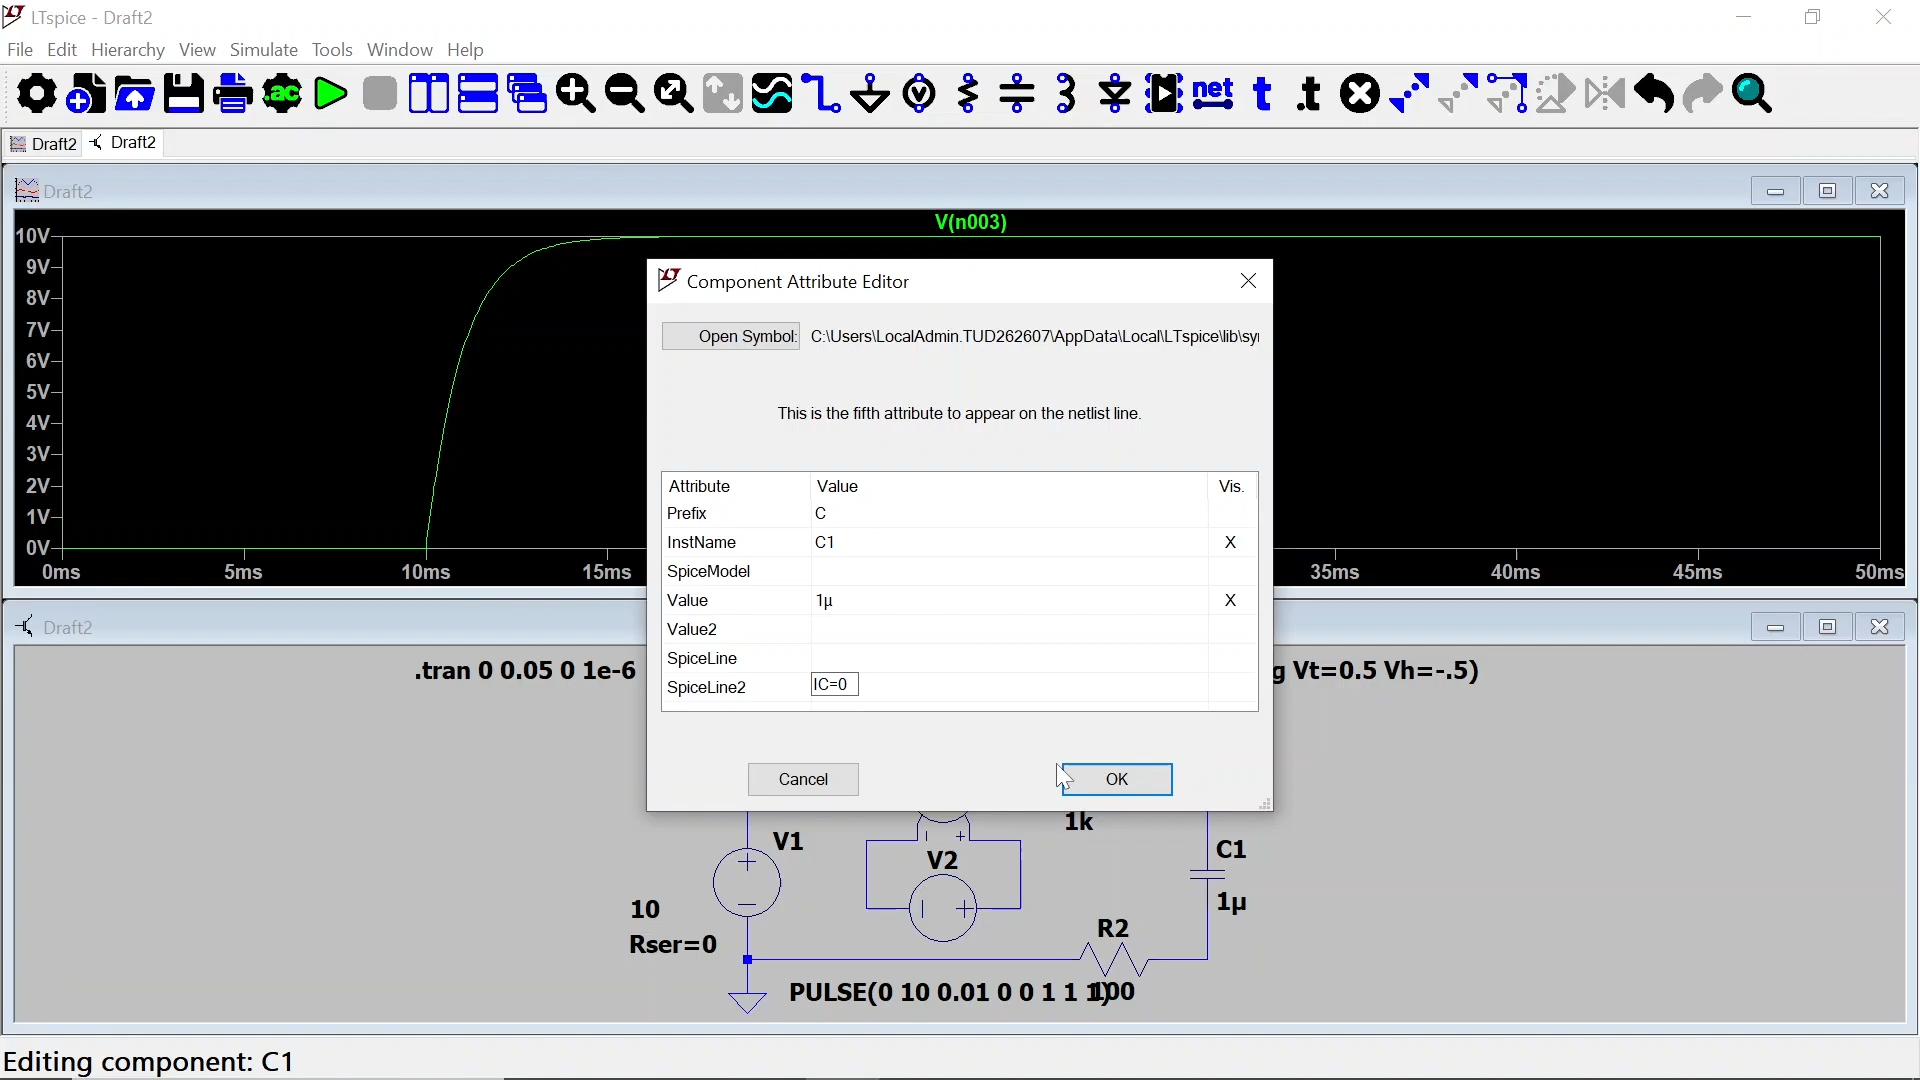 LTspice - Draft2
File Edit Hierarchy View Simulate Tools Window Help
.ac net t .t
Draft2 Draft2
Draft2
V(n003)
10V
9V
8V
7V
6V
5V
4V
3V
2V
1V
0V
0ms 5ms 10ms 15ms 35ms 40ms 45ms 50ms
Component Attribute Editor
Open Symbol: C:\Users\LocalAdmin.TUD262607\AppData\Local\LTspice\lib\sy
This is the fifth attribute to appear on the netlist line.
Attribute Value Vis.
Prefix C
InstName C1 X
SpiceModel
Value 1µ X
Value2
SpiceLine
SpiceLine2 IC=0
Cancel OK
Draft2
.tran 0 0.05 0 1e-6 g Vt=0.5 Vh=-.5)
1k
V1
C1
V2
10
1µ
R2
Rser=0
PULSE(0 10 0.01 0 0 1 1 1)
100
Editing component: C1